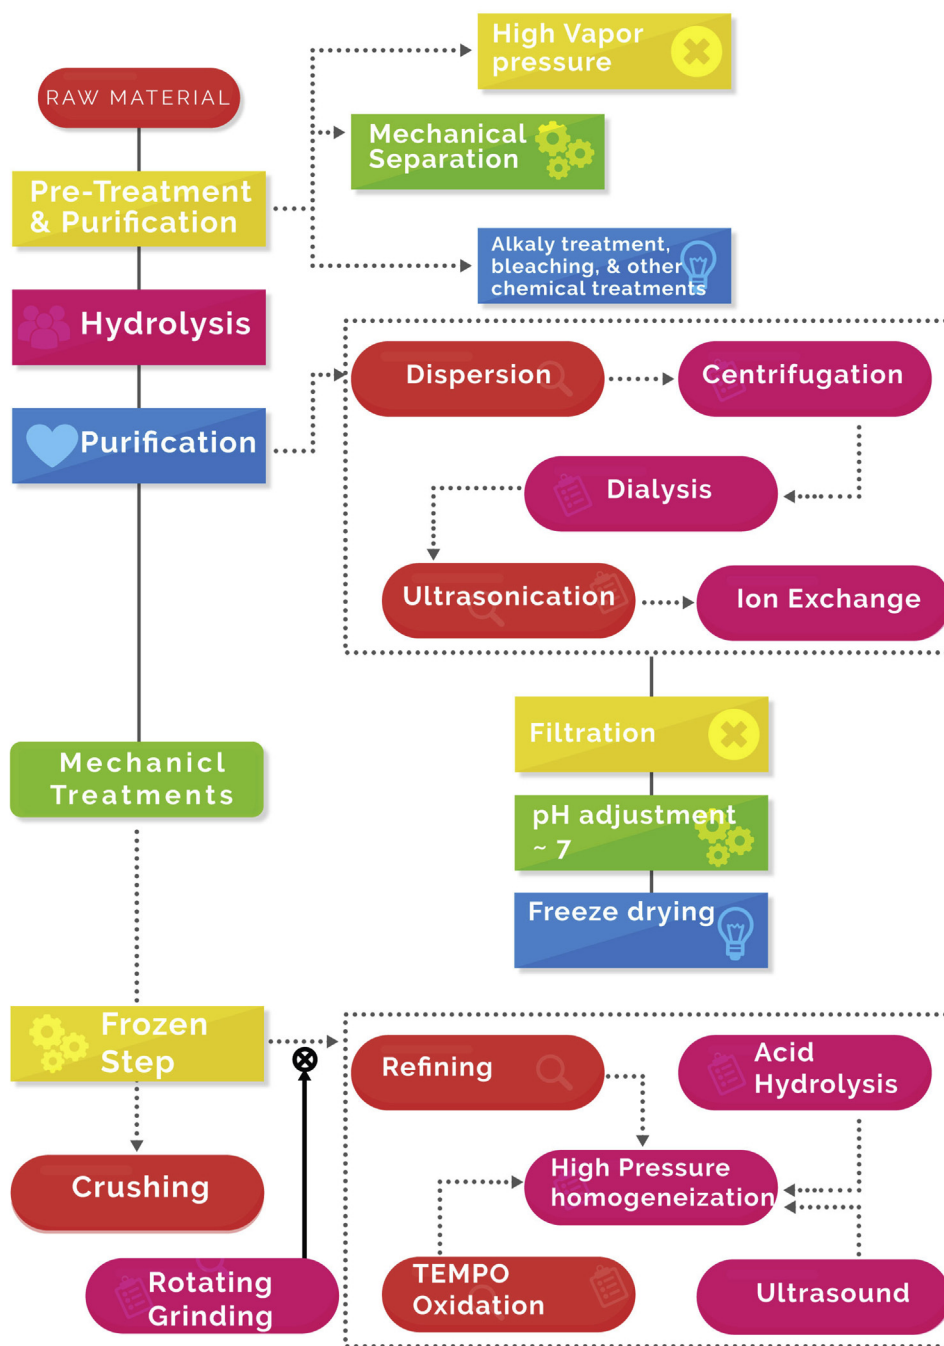 RAW MATERIAL
High Vapor
pressure
Mechanical
Separation
Pre-Treatment
& Purification
Alkaly treatment,
bleaching, & other
chemical treatments
Hydrolysis
Purification
Dispersion
Centrifugation
Dialysis
Ultrasonication
Ion Exchange
Filtration
pH adjustment
~ 7
Freeze drying
Mechanicl
Treatments
Frozen
Step
Crushing
Rotating
Grinding
Refining
Acid
Hydrolysis
High Pressure
homogeneization
TEMPO
Oxidation
Ultrasound